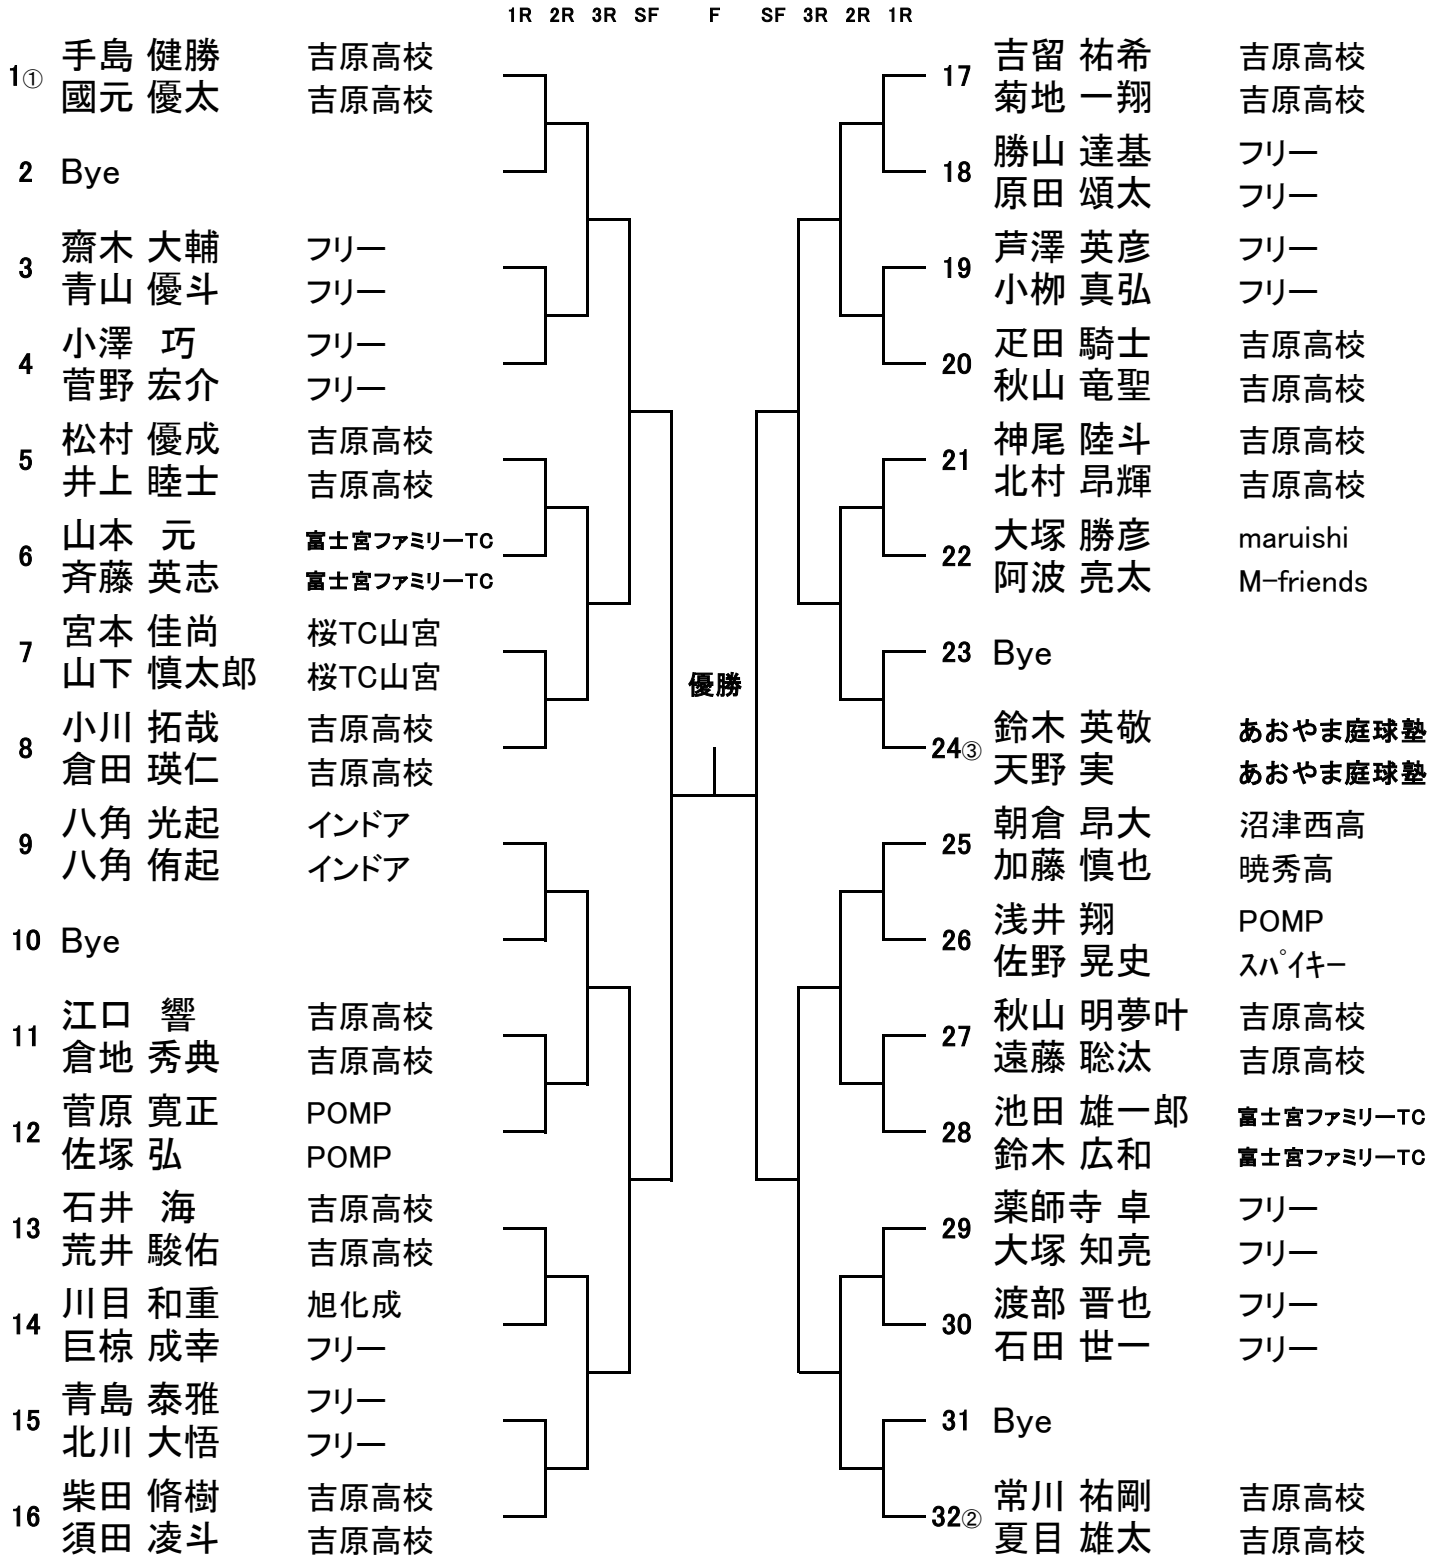 1R 2R 3R SF F SF 3R 2R 1R
1① 手島 健勝 吉原高校
國元 優太 吉原高校
2 Bye
3 齋木 大輔 フリー
青山 優斗 フリー
4 小澤 巧 フリー
菅野 宏介 フリー
5 松村 優成 吉原高校
井上 睦士 吉原高校
6 山本 元 富士宮ファミリーTC
斉藤 英志 富士宮ファミリーTC
7 宮本 佳尚 桜TC山宮
山下 慎太郎 桜TC山宮
8 小川 拓哉 吉原高校
倉田 瑛仁 吉原高校
9 八角 光起 インドア
八角 侑起 インドア
10 Bye
11 江口 響 吉原高校
倉地 秀典 吉原高校
12 菅原 寛正 POMP
佐塚 弘 POMP
13 石井 海 吉原高校
荒井 駿佑 吉原高校
14 川目 和重 旭化成
巨椋 成幸 フリー
15 青島 泰雅 フリー
北川 大悟 フリー
16 柴田 脩樹 吉原高校
須田 凌斗 吉原高校
優勝
17 吉留 祐希 吉原高校
菊地 一翔 吉原高校
18 勝山 達基 フリー
原田 頌太 フリー
19 芦澤 英彦 フリー
小栁 真弘 フリー
20 疋田 騎士 吉原高校
秋山 竜聖 吉原高校
21 神尾 陸斗 吉原高校
北村 昂輝 吉原高校
22 大塚 勝彦 maruishi
阿波 亮太 M-friends
23 Bye
24③ 鈴木 英敬 あおやま庭球塾
天野 実 あおやま庭球塾
25 朝倉 昂大 沼津西高
加藤 慎也 暁秀高
26 浅井 翔 POMP
佐野 晃史 ｽﾊﾟｲｷｰ
27 秋山 明夢叶 吉原高校
遠藤 聡汰 吉原高校
28 池田 雄一郎 富士宮ファミリーTC
鈴木 広和 富士宮ファミリーTC
29 薬師寺 卓 フリー
大塚 知亮 フリー
30 渡部 晋也 フリー
石田 世一 フリー
31 Bye
32② 常川 祐剛 吉原高校
夏目 雄太 吉原高校